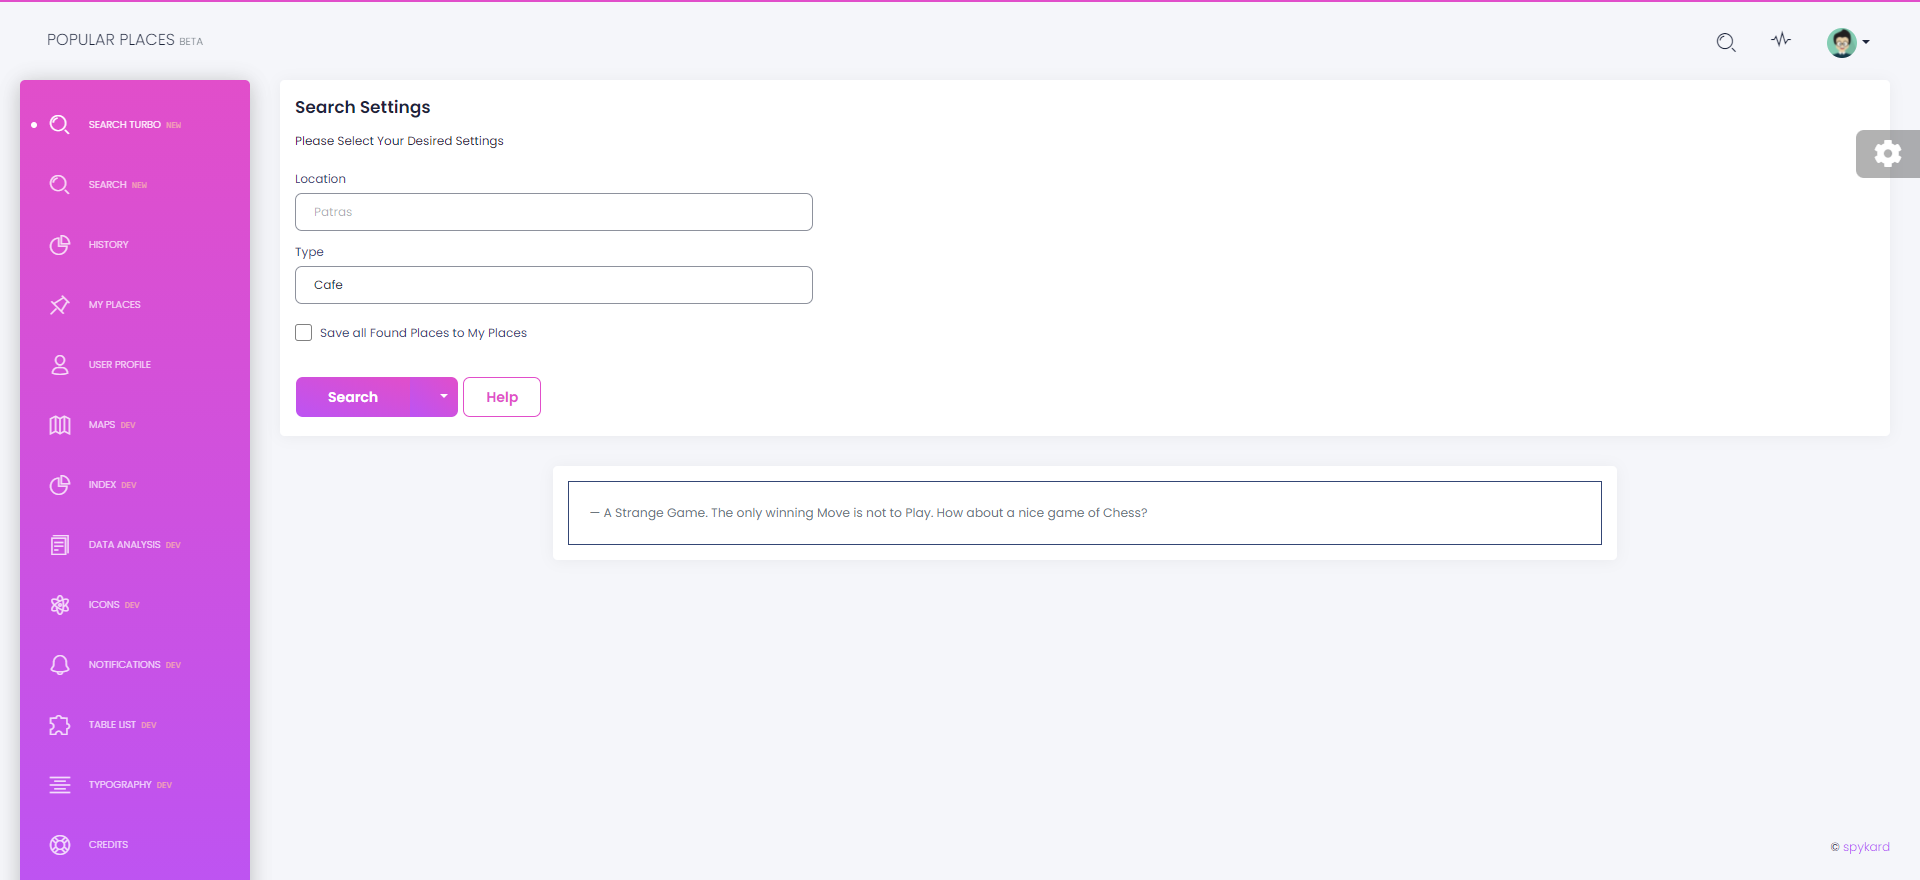 POPULAR PLACES BETA
SEARCH TURBO NEW
SEARCH NEW
HISTORY
MY PLACES
USER PROFILE
MAPS DEV
INDEX DEV
DATA ANALYSIS DEV
ICONS DEV
NOTIFICATIONS DEV
TABLE LIST DEV
TYPOGRAPHY DEV
CREDITS
Search Settings
Please Select Your Desired Settings
Location
Patras
Type
Cafe
Save all Found Places to My Places
Search
Help
— A Strange Game. The only winning Move is not to Play. How about a nice game of Chess?
© spykard